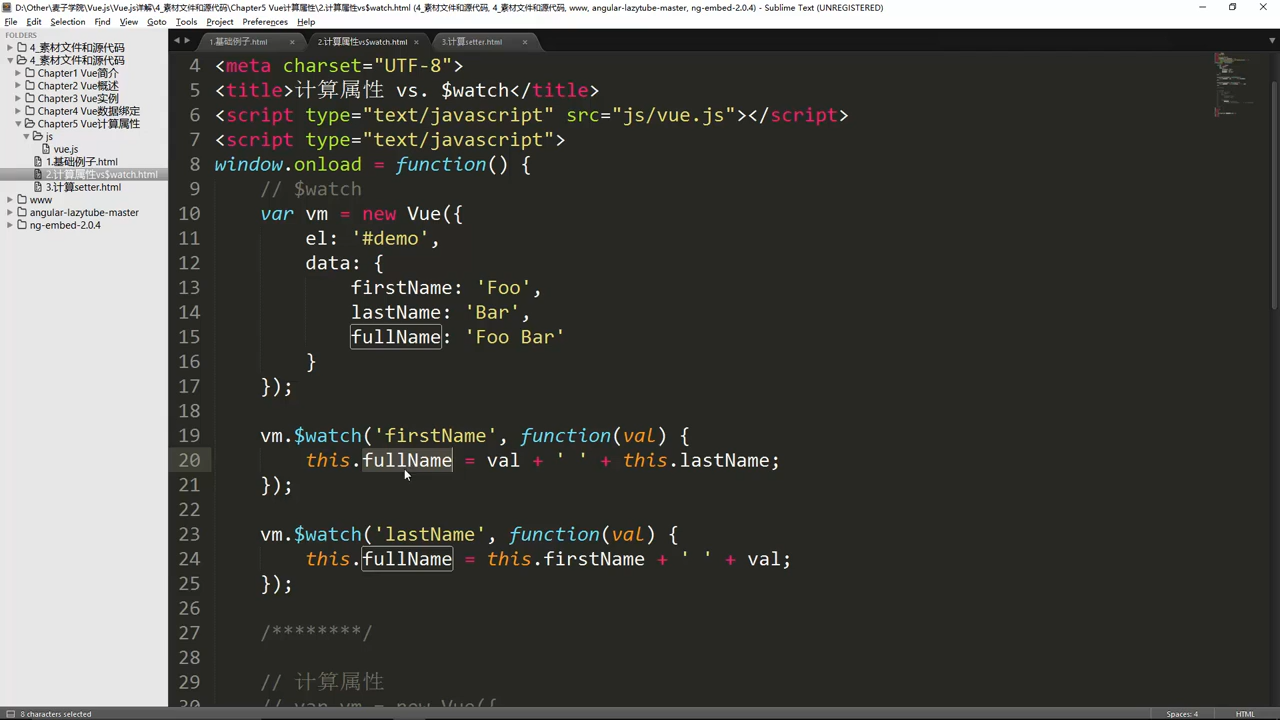 D:\Other\麦子学院\Vue.js\Vue.js详解\4_素材文件和源代码\Chapter5 Vue计算属性\2.计算属性vs$watch.html (4_素材文件和源代码, 4_素材文件和源代码, www, angular-lazytube-master, ng-embed-2.0.4) - Sublime Text (UNREGISTERED)
File Edit Selection Find View Goto Tools Project Preferences Help
FOLDERS
4_素材文件和源代码
4_素材文件和源代码
Chapter1 Vue简介
Chapter2 Vue概述
Chapter3 Vue实例
Chapter4 Vue数据绑定
Chapter5 Vue计算属性
js
vue.js
1.基础例子.html
2.计算属性vs$watch.html
3.计算setter.html
www
angular-lazytube-master
ng-embed-2.0.4
1.基础例子.html × 2.计算属性vs$watch.html × 3.计算setter.html ×
4 <meta charset="UTF-8">
5 <title>计算属性 vs. $watch</title>
6 <script type="text/javascript" src="js/vue.js"></script>
7 <script type="text/javascript">
8 window.onload = function() {
9 // $watch
10 var vm = new Vue({
11 el: '#demo',
12 data: {
13 firstName: 'Foo',
14 lastName: 'Bar',
15 fullName: 'Foo Bar'
16 }
17 });
18
19 vm.$watch('firstName', function(val) {
20 this.fullName = val + ' ' + this.lastName;
21 });
22
23 vm.$watch('lastName', function(val) {
24 this.fullName = this.firstName + ' ' + val;
25 });
26
27 /********/
28
29 // 计算属性
30 // var vm = new Vue({
8 characters selected
Spaces: 4
HTML